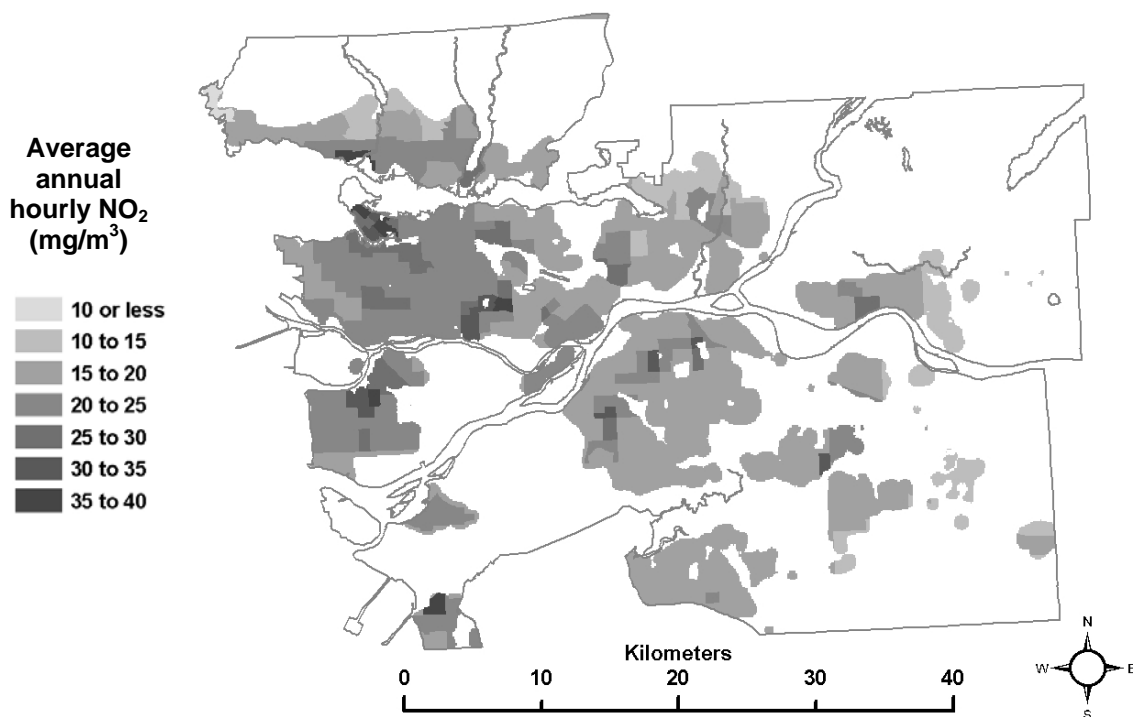 Average
annual
hourly NO₂
(mg/m³)
10 or less
10 to 15
15 to 20
20 to 25
25 to 30
30 to 35
35 to 40
Kilometers
0 10 20 30 40
N
W E
S